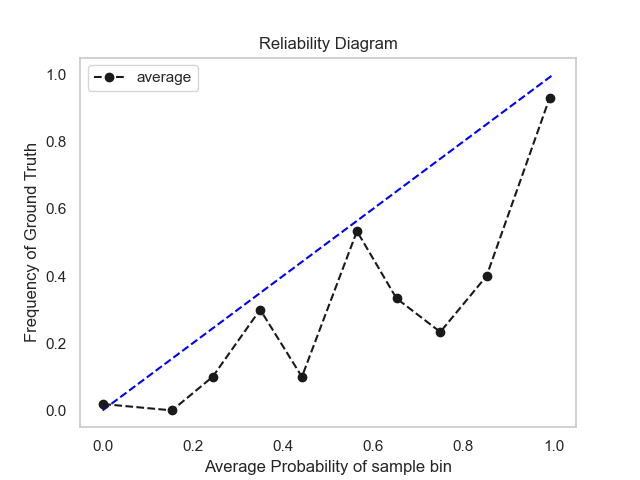 Reliability Diagram
average
Frequency of Ground Truth
1.0
0.8
0.6
0.4
0.2
0.0
0.0 0.2 0.4 0.6 0.8 1.0
Average Probability of sample bin